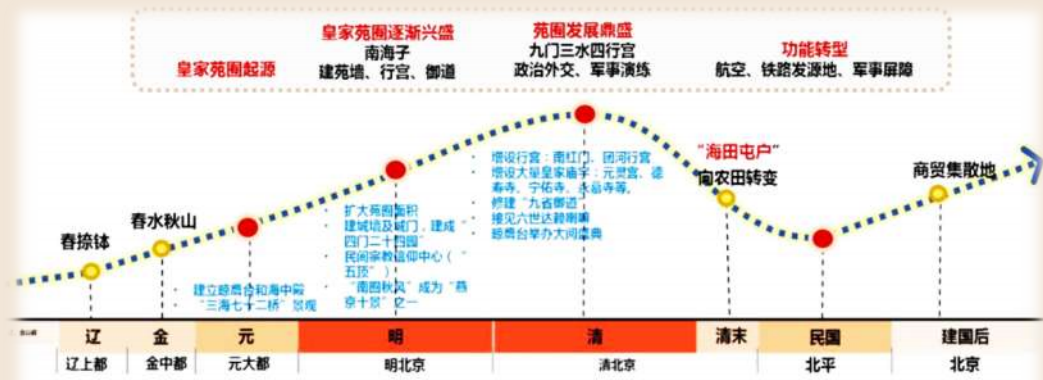 皇家苑囿起源
皇家苑囿逐渐兴盛
南海子
建苑墙、行宫、御道
苑囿发展鼎盛
九门三水四行宫
政治外交、军事演练
功能转型
航空、铁路发源地、军事屏障
春捺钵
春水秋山
• 建立晾鹰台和海中殿
• “三海七十二桥”景观
• 扩大苑囿面积
• 建城墙及城门，建成“
四门二十四园”
• 民间宗教信仰中心（“
五顶”）
• “南囿秋风”成为“燕
京十景”之一
• 增设行宫：南红门、团河行宫
• 增设大量皇家庙宇：元灵宫、德
寿寺、宁佑寺、永慕寺等。
• 修建“九省御道”
• 接见六世达赖喇嘛
• 晾鹰台举办大阅盛典
“海田屯户”
向农田转变
商贸集散地
辽 金 元 明 清 清末 民国 建国后
辽上都 金中都 元大都 明北京 清北京 北平 北京